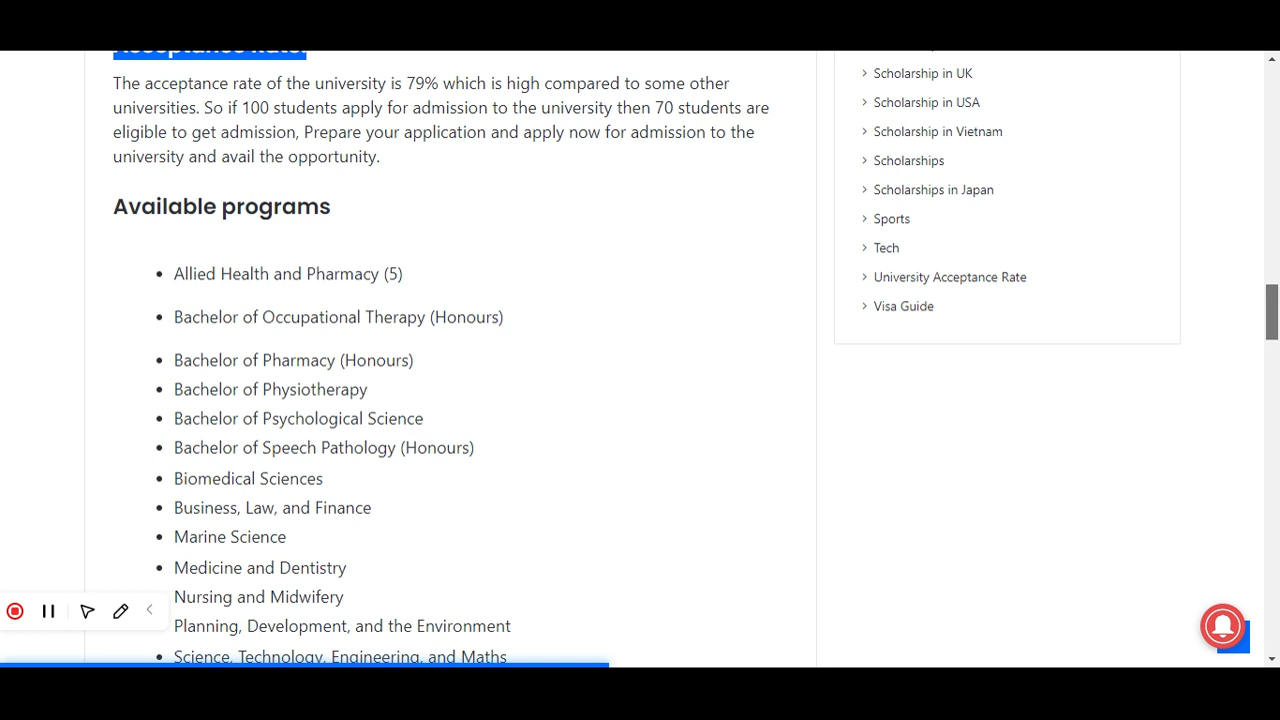 Acceptance Rate
The acceptance rate of the university is 79% which is high compared to some other
universities. So if 100 students apply for admission to the university then 70 students are
eligible to get admission, Prepare your application and apply now for admission to the
university and avail the opportunity.
Available programs
Allied Health and Pharmacy (5)
Bachelor of Occupational Therapy (Honours)
Bachelor of Pharmacy (Honours)
Bachelor of Physiotherapy
Bachelor of Psychological Science
Bachelor of Speech Pathology (Honours)
Biomedical Sciences
Business, Law, and Finance
Marine Science
Medicine and Dentistry
Nursing and Midwifery
Planning, Development, and the Environment
Science, Technology, Engineering, and Maths
Scholarship in UK
Scholarship in USA
Scholarship in Vietnam
Scholarships
Scholarships in Japan
Sports
Tech
University Acceptance Rate
Visa Guide